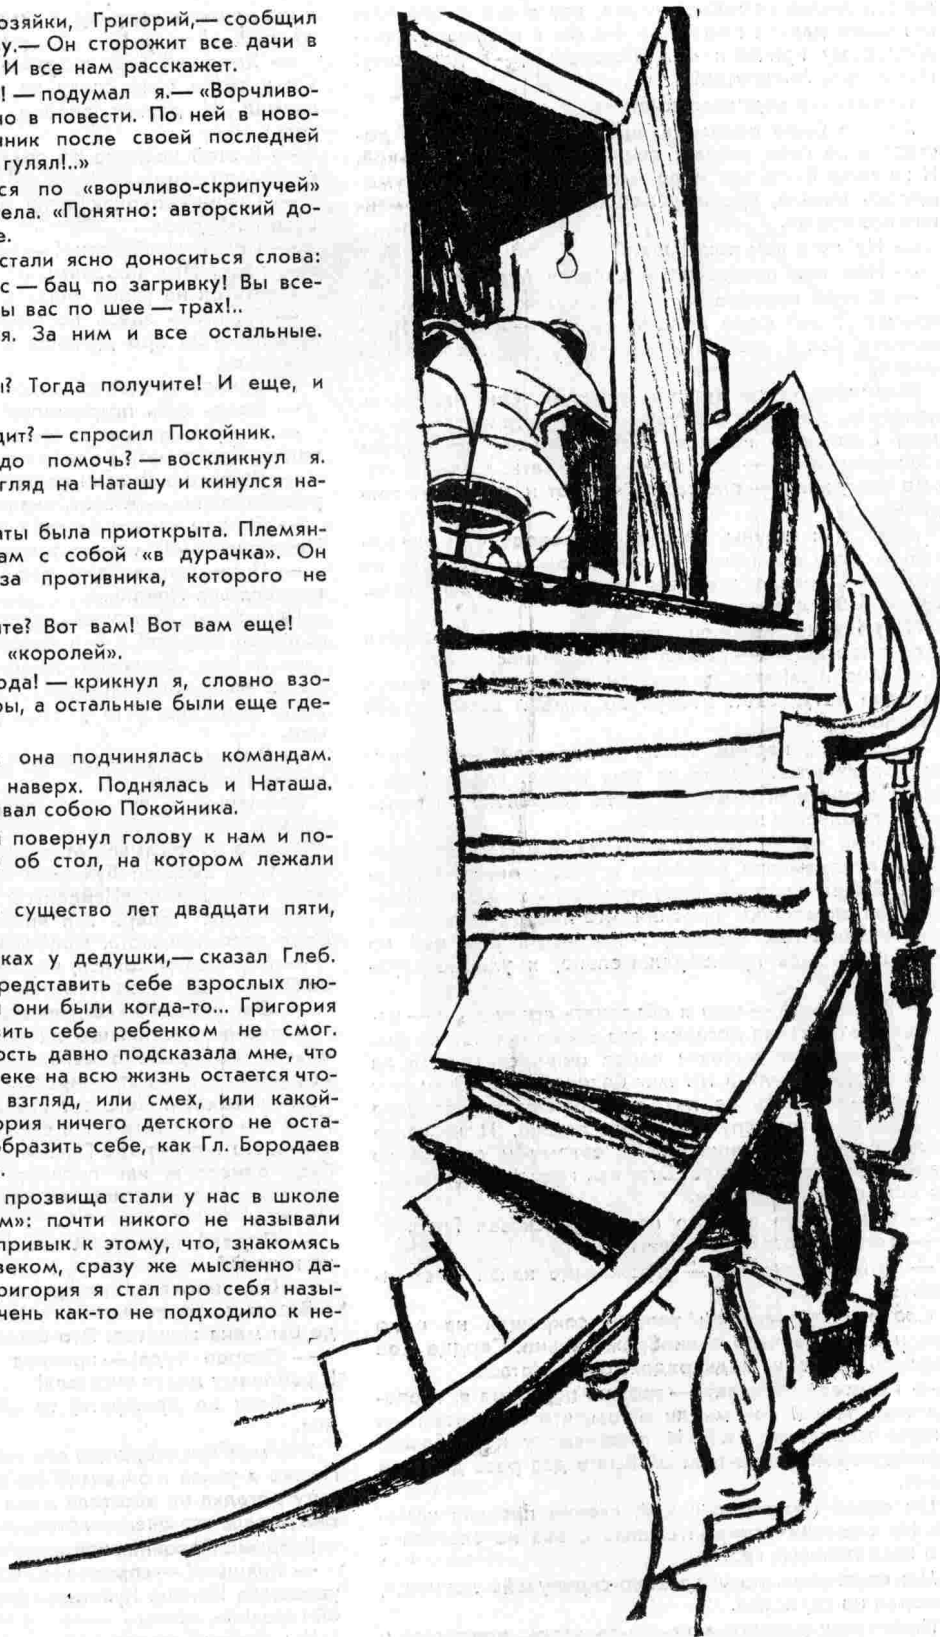 озяйки, Григорий,— сообщил
у.— Он сторожит все дачи в
И все нам расскажет.
! — подумал я.— «Ворчливо-
но в повести. По ней в ново-
ник после своей последней
гулял!..»
ся по «ворчливо-скрипучей»
ела. «Понятно: авторский до-
е.
стали ясно доноситься слова:
с — бац по загривку! Вы все-
ы вас по шее — трах!..
я. За ним и все остальные.
ы? Тогда получите! И еще, и
дит? — спросил Покойник.
до помочь? — воскликнул я.
гляд на Наташу и кинулся на-
аты была приоткрыта. Племян-
ам с собой «в дурачка». Он
за противника, которого не
ите? Вот вам! Вот вам еще!
«королей».
ода! — крикнул я, словно взо-
ры, а остальные были еще где-
она подчинялась командам.
наверх. Поднялась и Наташа.
вал собою Покойника.
й повернул голову к нам и по-
об стол, на котором лежали
существо лет двадцати пяти,
ках у дедушки,— сказал Глеб.
редставить себе взрослых лю-
и они были когда-то... Григория
вить себе ребенком не смог.
ость давно подсказала мне, что
еке на всю жизнь остается что-
взгляд, или смех, или какой-
ория ничего детского не оста-
образить себе, как Гл. Бородаев
.
прозвища стали у нас в школе
м»: почти никого не называли
привык к этому, что, знакомясь
веком, сразу же мысленно да-
ригория я стал про себя назы-
чень как-то не подходило к не-